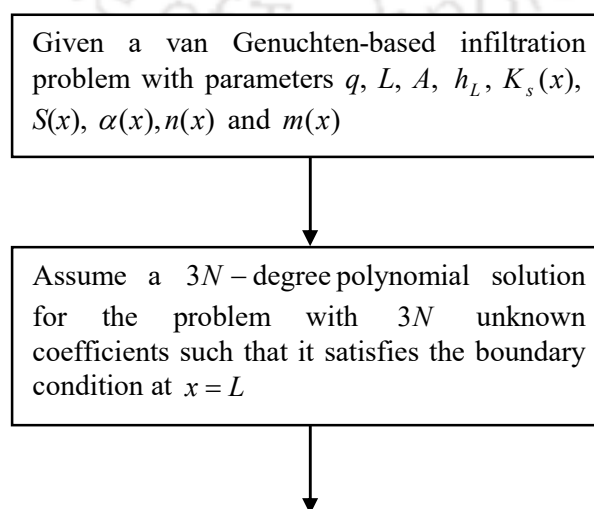 Given a van Genuchten-based infiltration
problem with parameters q, L, A, h_L, K_s(x),
S(x), α(x), n(x) and m(x)
Assume a 3N – degree polynomial solution
for the problem with 3N unknown
coefficients such that it satisfies the boundary
condition at x = L